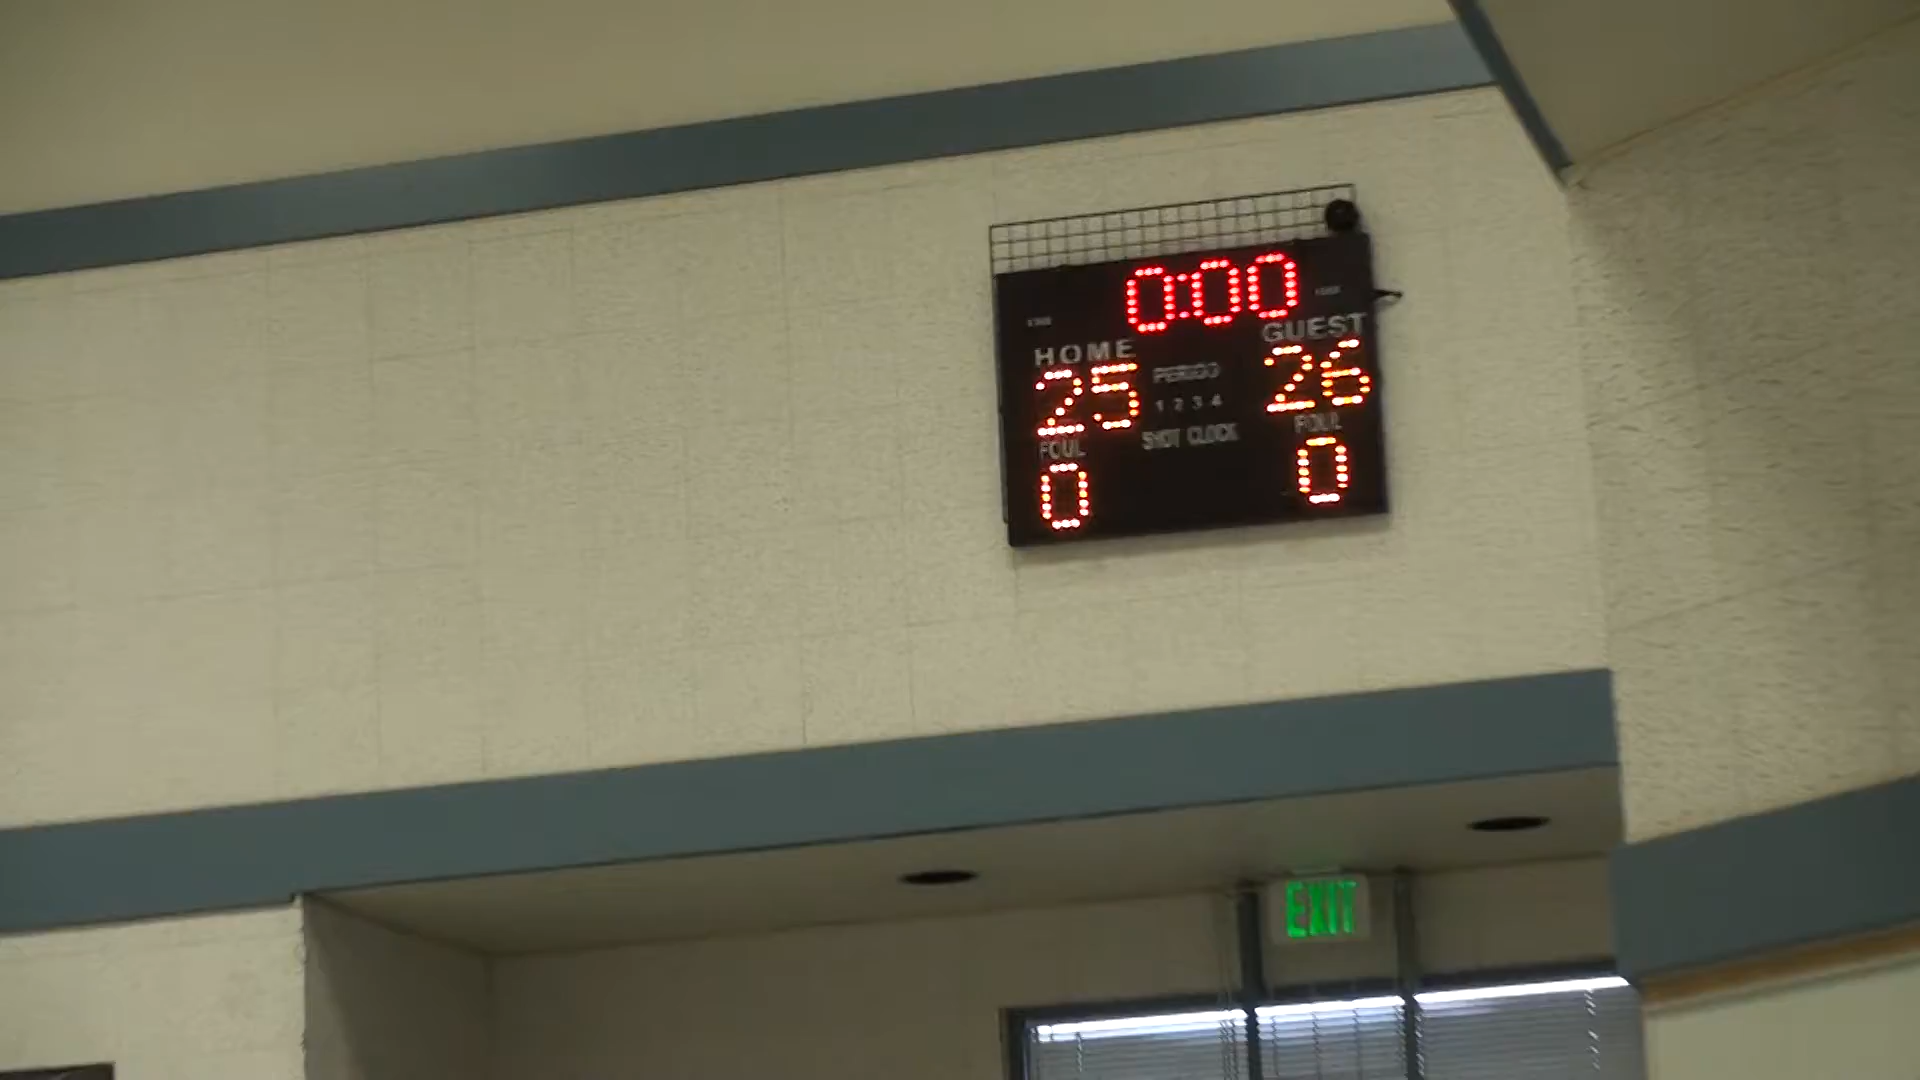 0:00
HOME GUEST
25 PERIOD 26
1 2 3 4
FOUL SHOT CLOCK FOUL
0 0
EXIT